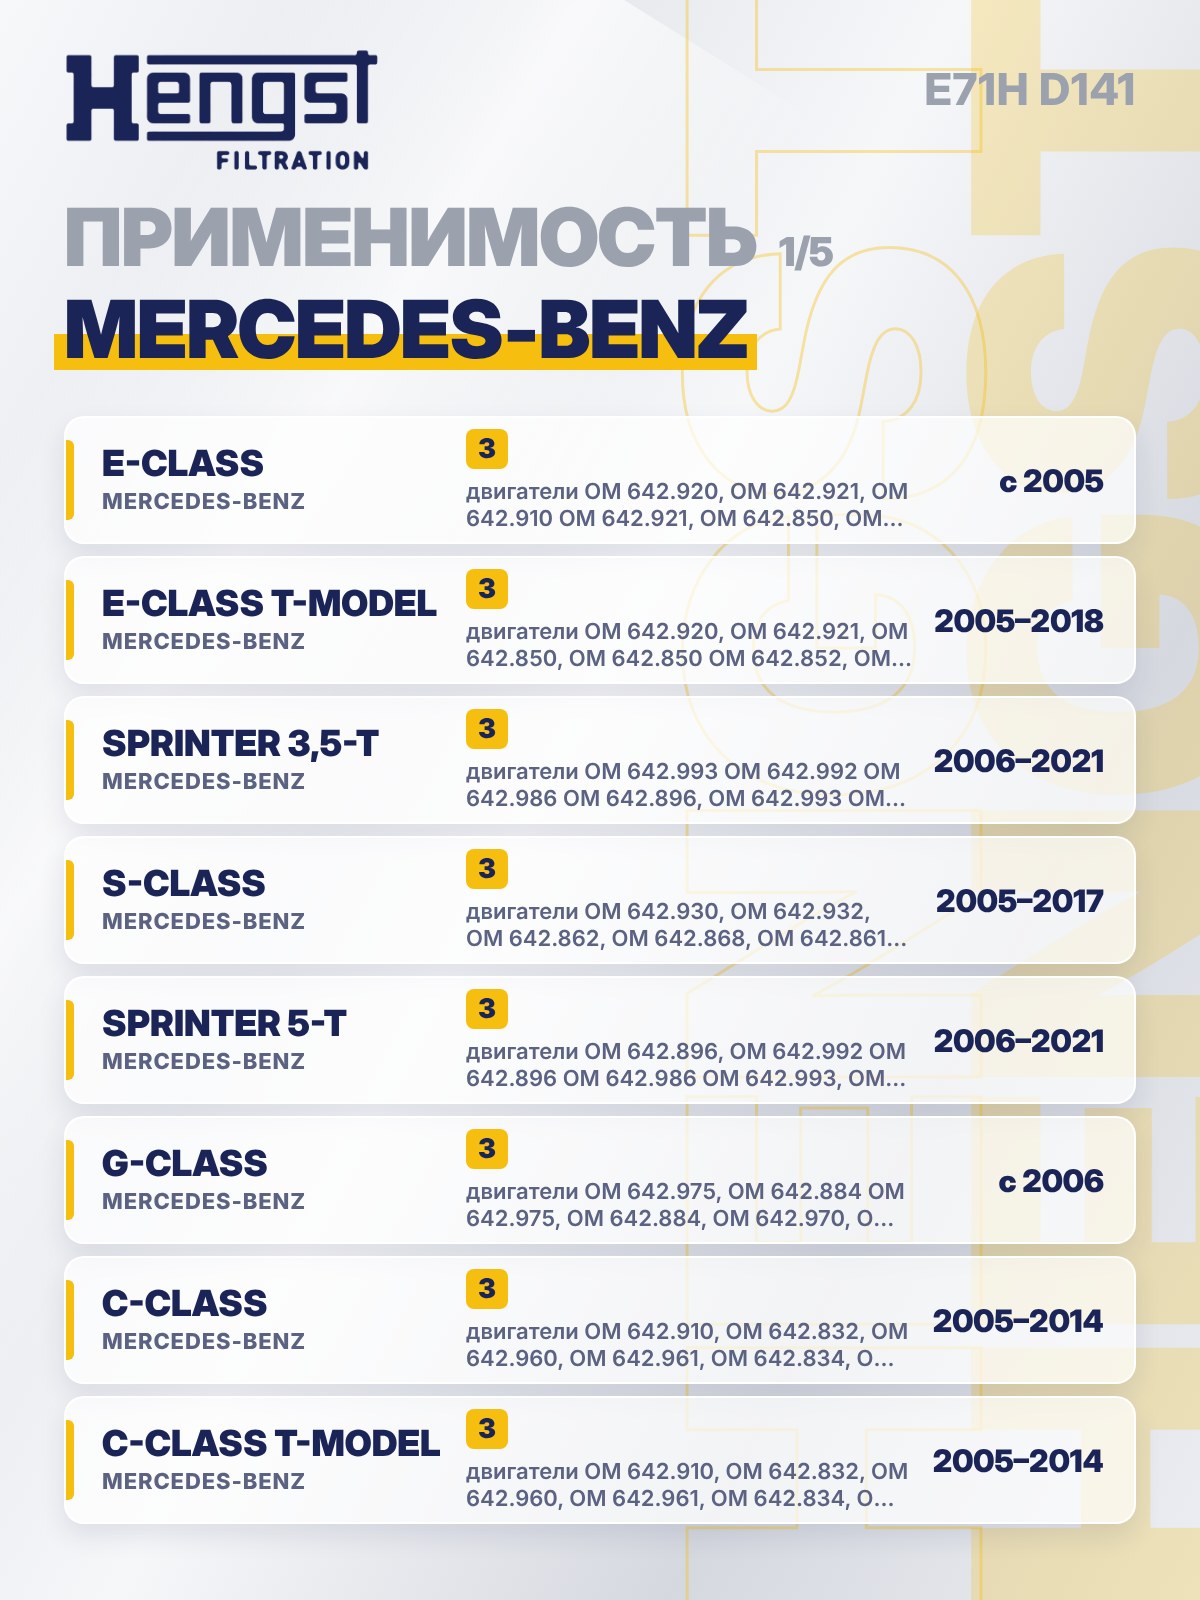 Hengst
FILTRATION
E71H D141
ПРИМЕНИМОСТЬ 1/5
MERCEDES-BENZ
E-CLASS
MERCEDES-BENZ
3
двигатели OM 642.920, OM 642.921, OM
642.910 OM 642.921, OM 642.850, OM...
с 2005
E-CLASS T-MODEL
MERCEDES-BENZ
3
двигатели OM 642.920, OM 642.921, OM
642.850, OM 642.850 OM 642.852, OM...
2005–2018
SPRINTER 3,5-T
MERCEDES-BENZ
3
двигатели OM 642.993 OM 642.992 OM
642.986 OM 642.896, OM 642.993 OM...
2006–2021
S-CLASS
MERCEDES-BENZ
3
двигатели OM 642.930, OM 642.932,
OM 642.862, OM 642.868, OM 642.861...
2005–2017
SPRINTER 5-T
MERCEDES-BENZ
3
двигатели OM 642.896, OM 642.992 OM
642.896 OM 642.986 OM 642.993, OM...
2006–2021
G-CLASS
MERCEDES-BENZ
3
двигатели OM 642.975, OM 642.884 OM
642.975, OM 642.884, OM 642.970, O...
с 2006
C-CLASS
MERCEDES-BENZ
3
двигатели OM 642.910, OM 642.832, OM
642.960, OM 642.961, OM 642.834, O...
2005–2014
C-CLASS T-MODEL
MERCEDES-BENZ
3
двигатели OM 642.910, OM 642.832, OM
642.960, OM 642.961, OM 642.834, O...
2005–2014
HENGST
HENGST